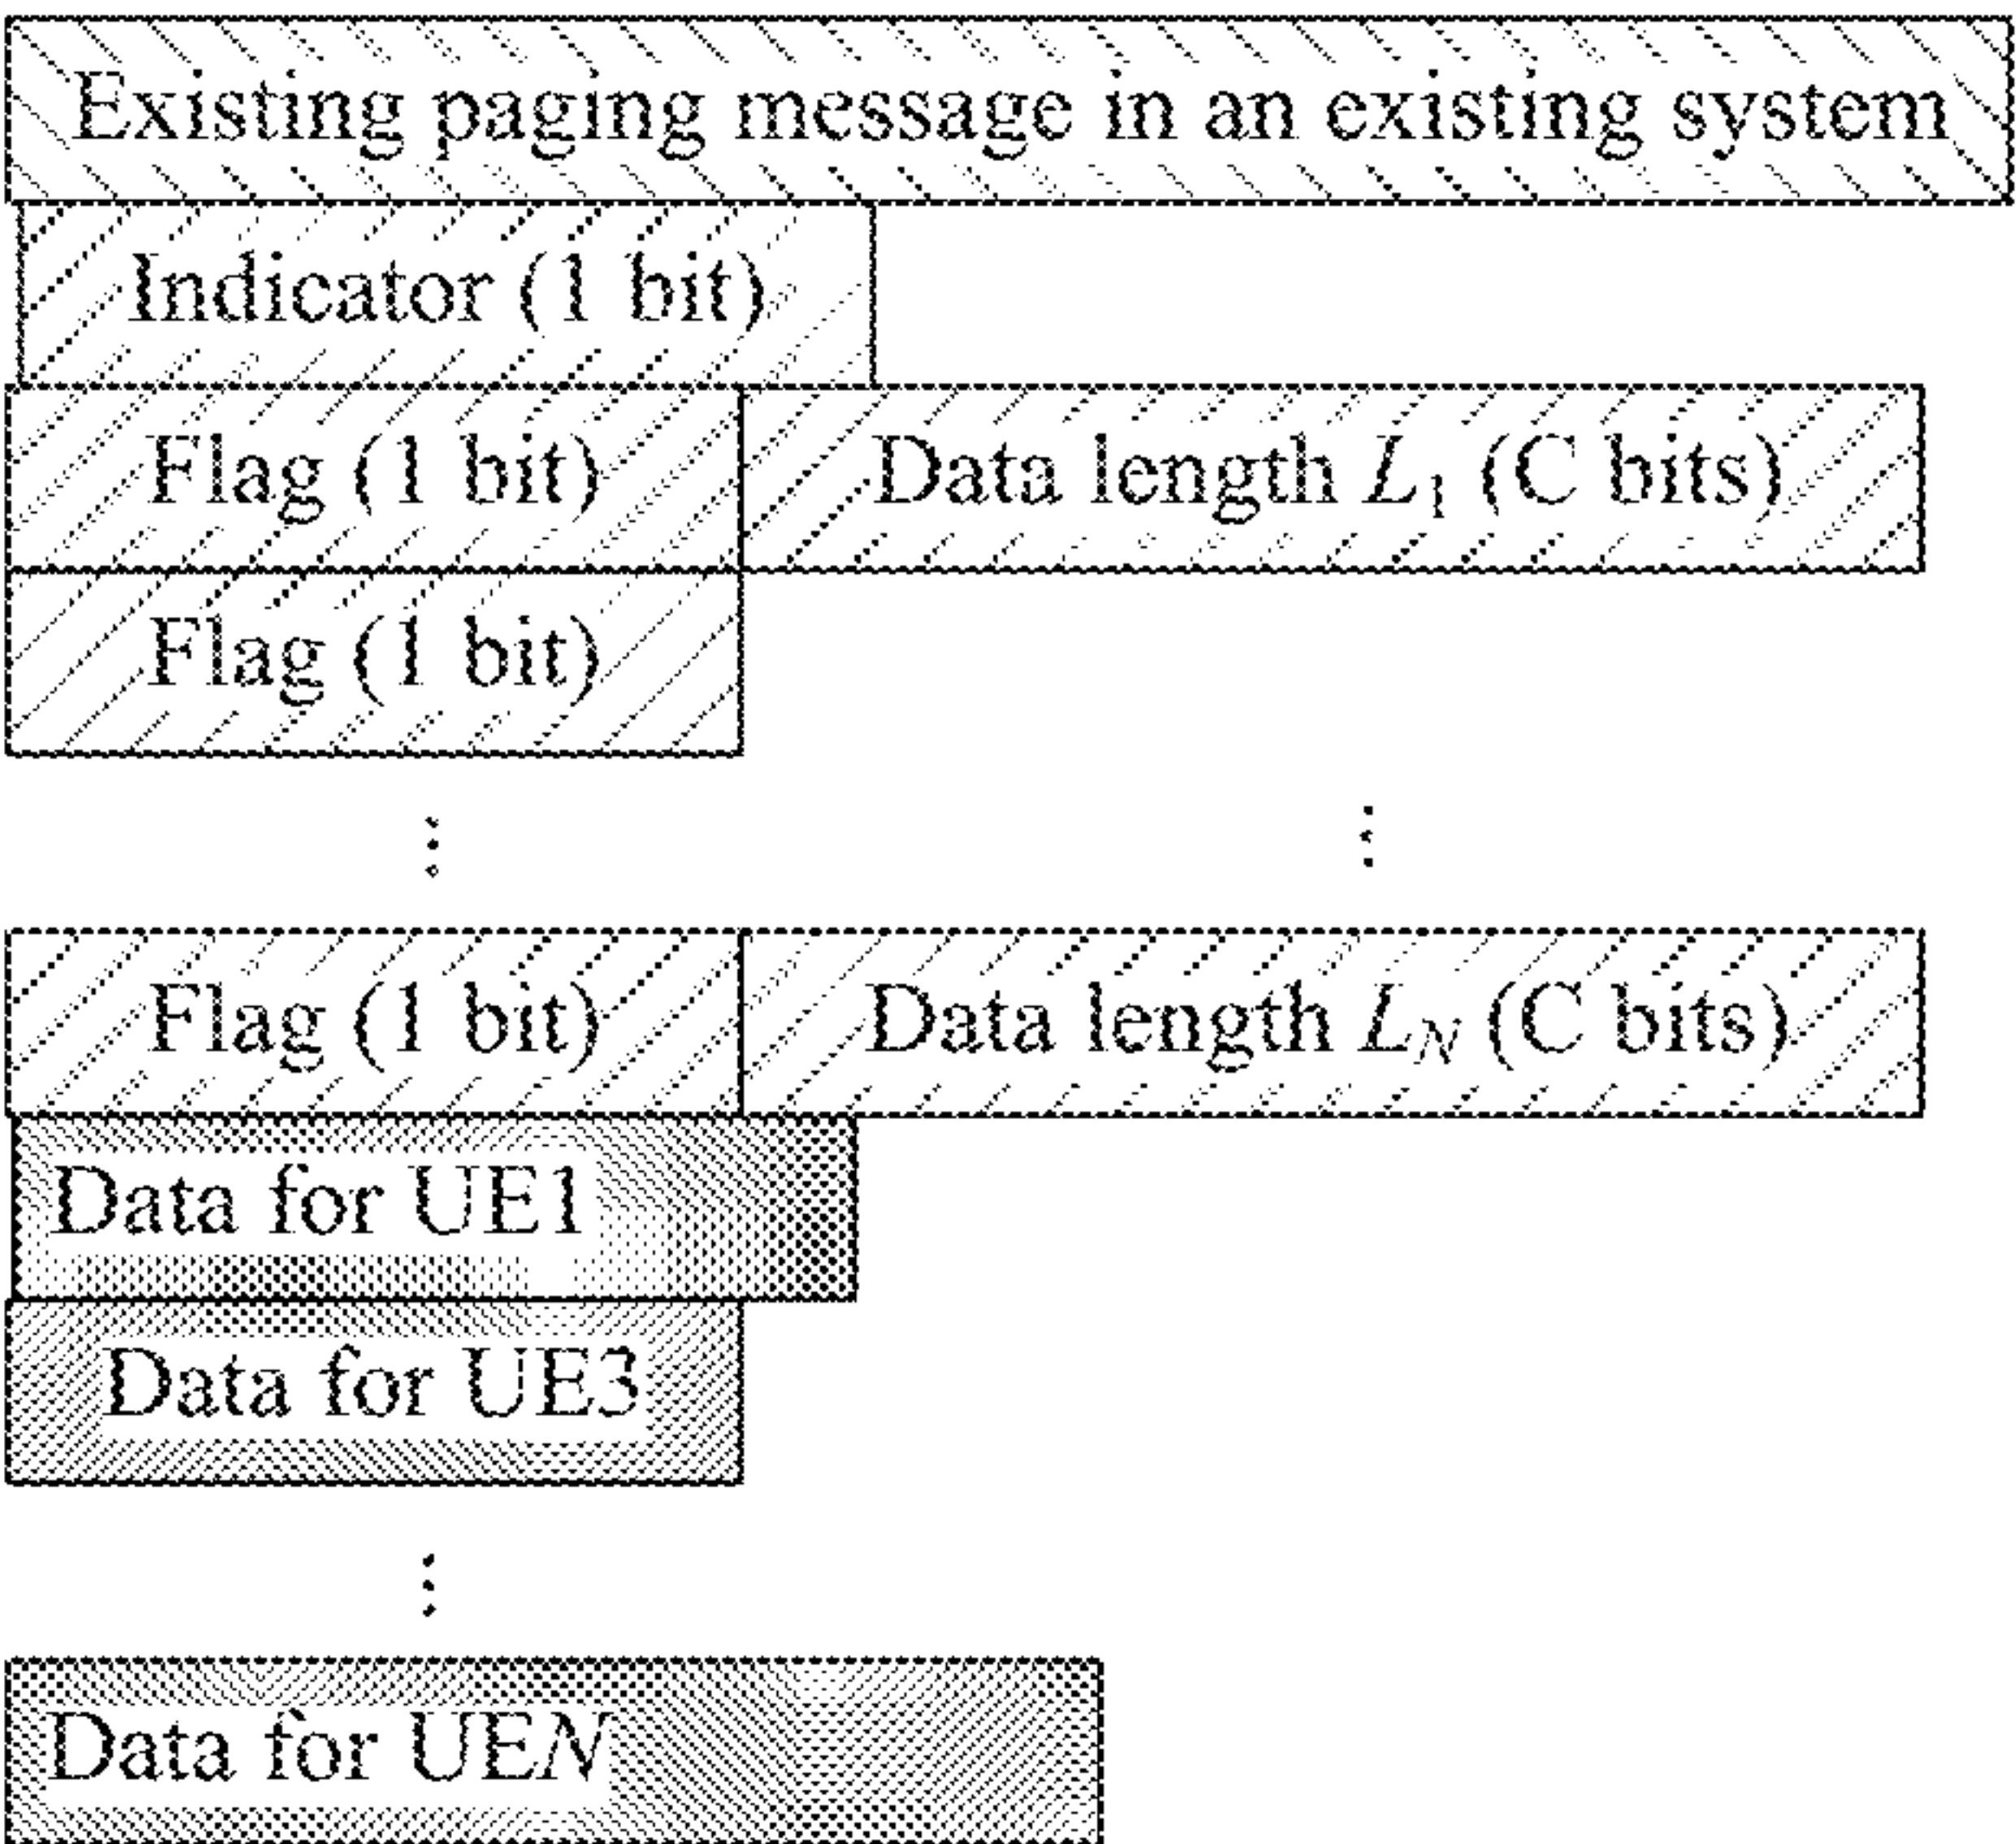 Existing paging message in an existing system
Indicator (1 bit)
Flag (1 bit) Data length L₁ (C bits)
Flag (1 bit)
⋮ ⋮
Flag (1 bit) Data length L_N (C bits)
Data for UE1
Data for UE3
⋮
Data for UEN